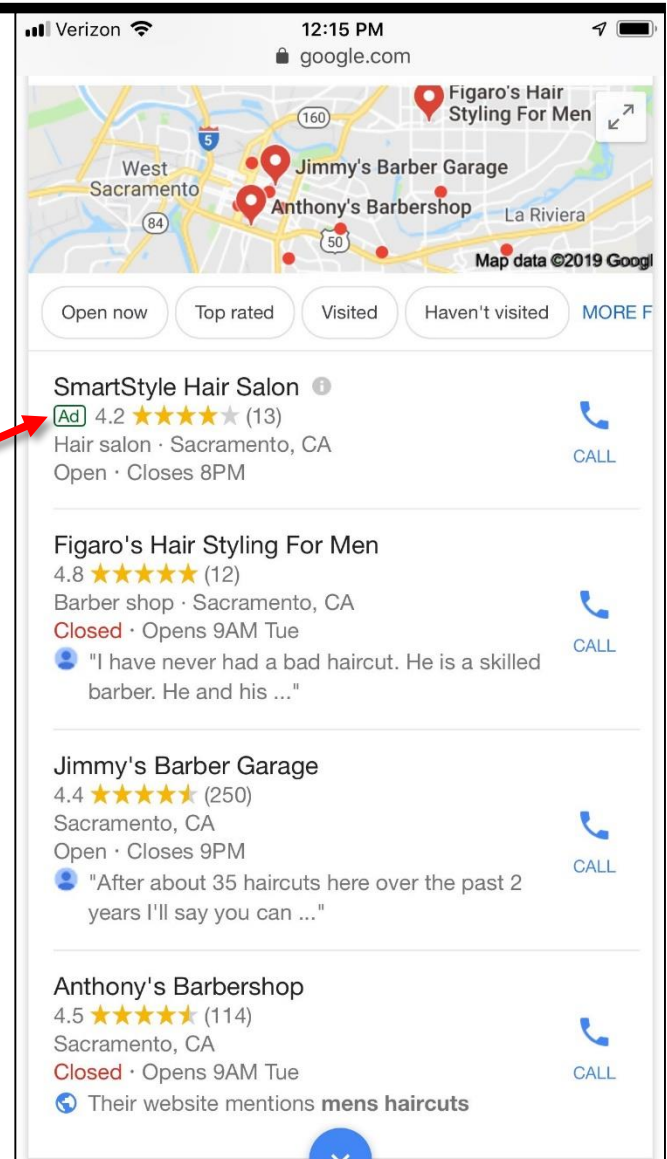 Verizon 12:15 PM
google.com
Figaro's Hair
Styling For Men
160
5
West
Sacramento
Jimmy's Barber Garage
Anthony's Barbershop
La Riviera
84
50
Map data ©2019 Googl
Open now Top rated Visited Haven't visited MORE F
SmartStyle Hair Salon
Ad 4.2 ★★★★★ (13)
Hair salon · Sacramento, CA
Open · Closes 8PM
CALL
Figaro's Hair Styling For Men
4.8 ★★★★★ (12)
Barber shop · Sacramento, CA
Closed · Opens 9AM Tue
CALL
"I have never had a bad haircut. He is a skilled
barber. He and his ..."
Jimmy's Barber Garage
4.4 ★★★★★ (250)
Sacramento, CA
Open · Closes 9PM
CALL
"After about 35 haircuts here over the past 2
years I'll say you can ..."
Anthony's Barbershop
4.5 ★★★★★ (114)
Sacramento, CA
Closed · Opens 9AM Tue
CALL
Their website mentions mens haircuts